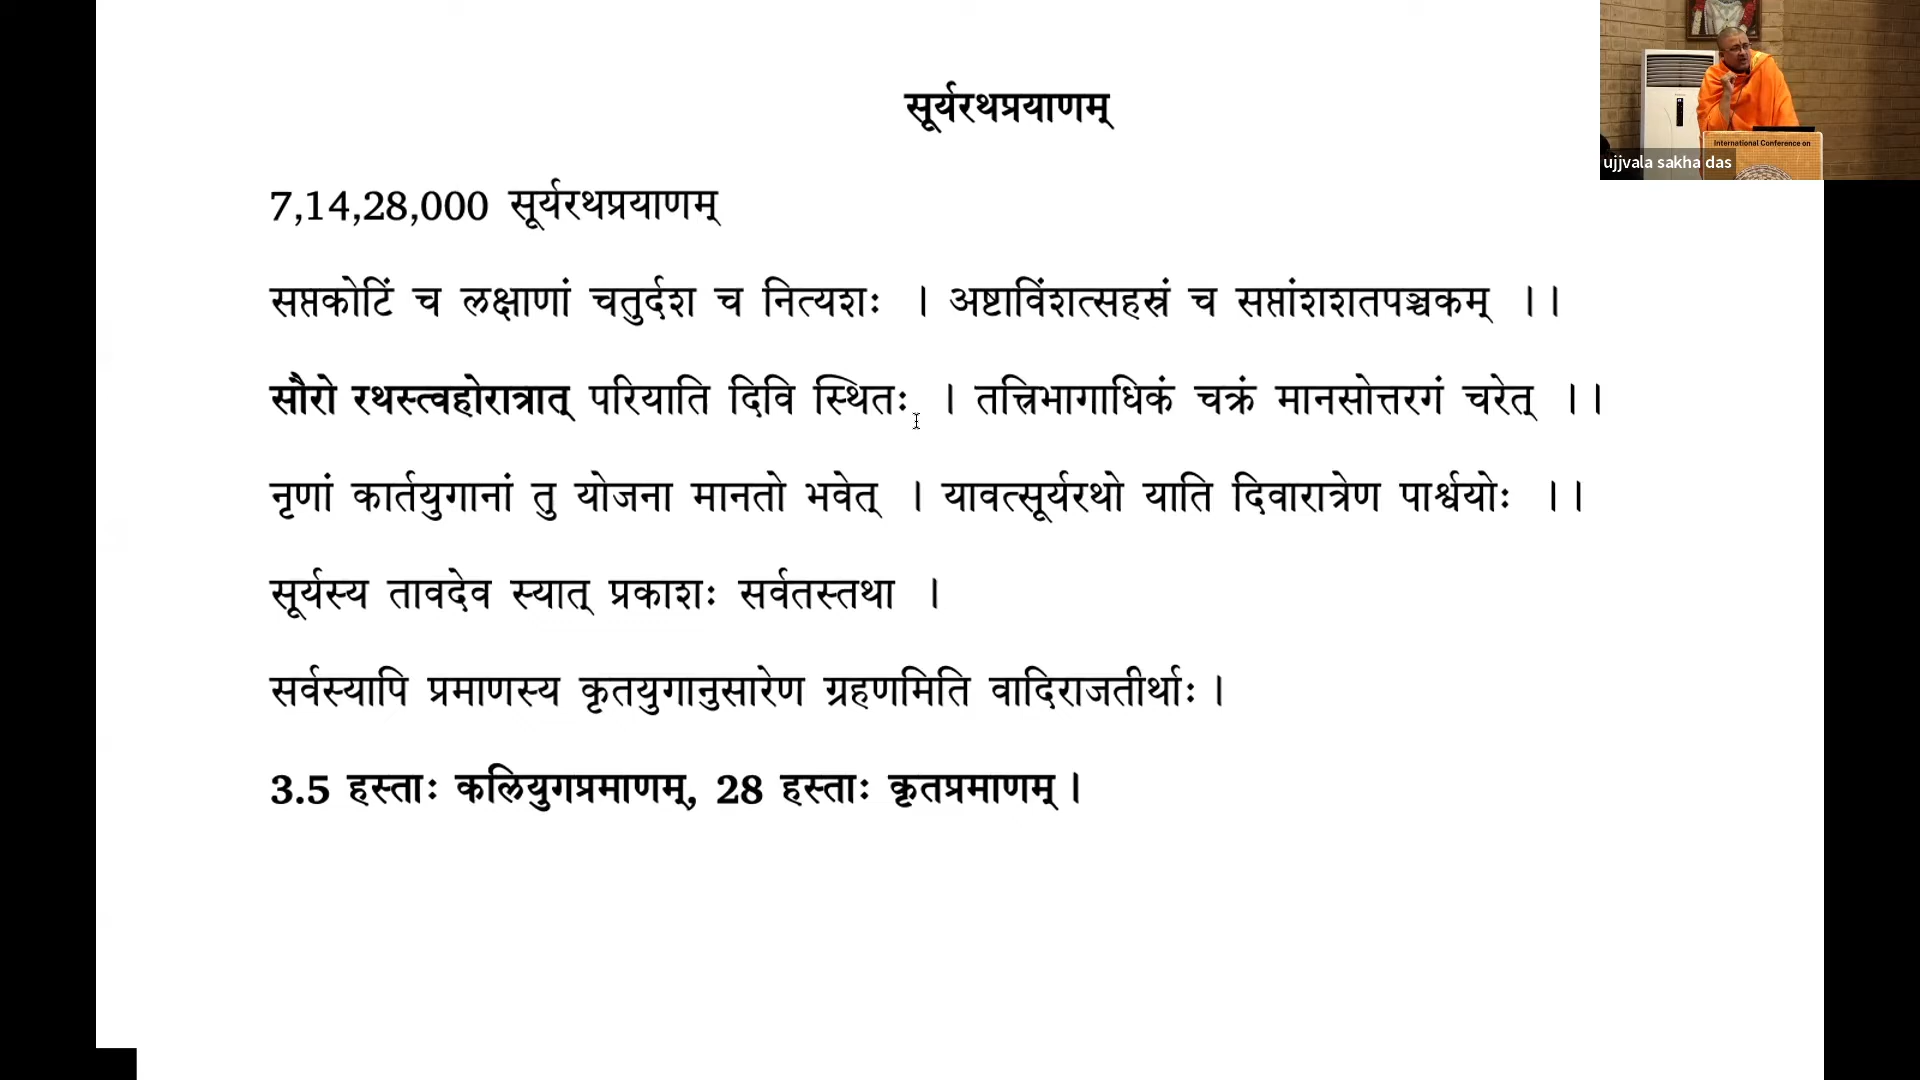 सूर्यरथप्रयाणम्
7,14,28,000 सूर्यरथप्रयाणम्
सप्तकोटिं च लक्षाणां चतुर्दश च नित्यशः । अष्टाविंशत्सहस्रं च सप्तांशशतपञ्चकम् ।।
सौरो रथस्त्वहोरात्रात् परियाति दिवि स्थितः । तत्त्रिभागाधिकं चक्रं मानसोत्तरगं चरेत् ।।
नृणां कार्तयुगानां तु योजना मानतो भवेत् । यावत्सूर्यरथो याति दिवारात्रेण पार्श्वयोः ।।
सूर्यस्य तावदेव स्यात् प्रकाशः सर्वतस्तथा ।
सर्वस्यापि प्रमाणस्य कृतयुगानुसारेण ग्रहणमिति वादिराजतीर्थाः ।
3.5 हस्ताः कलियुगप्रमाणम्, 28 हस्ताः कृतप्रमाणम् ।
International Conference on
ujjvala sakha das